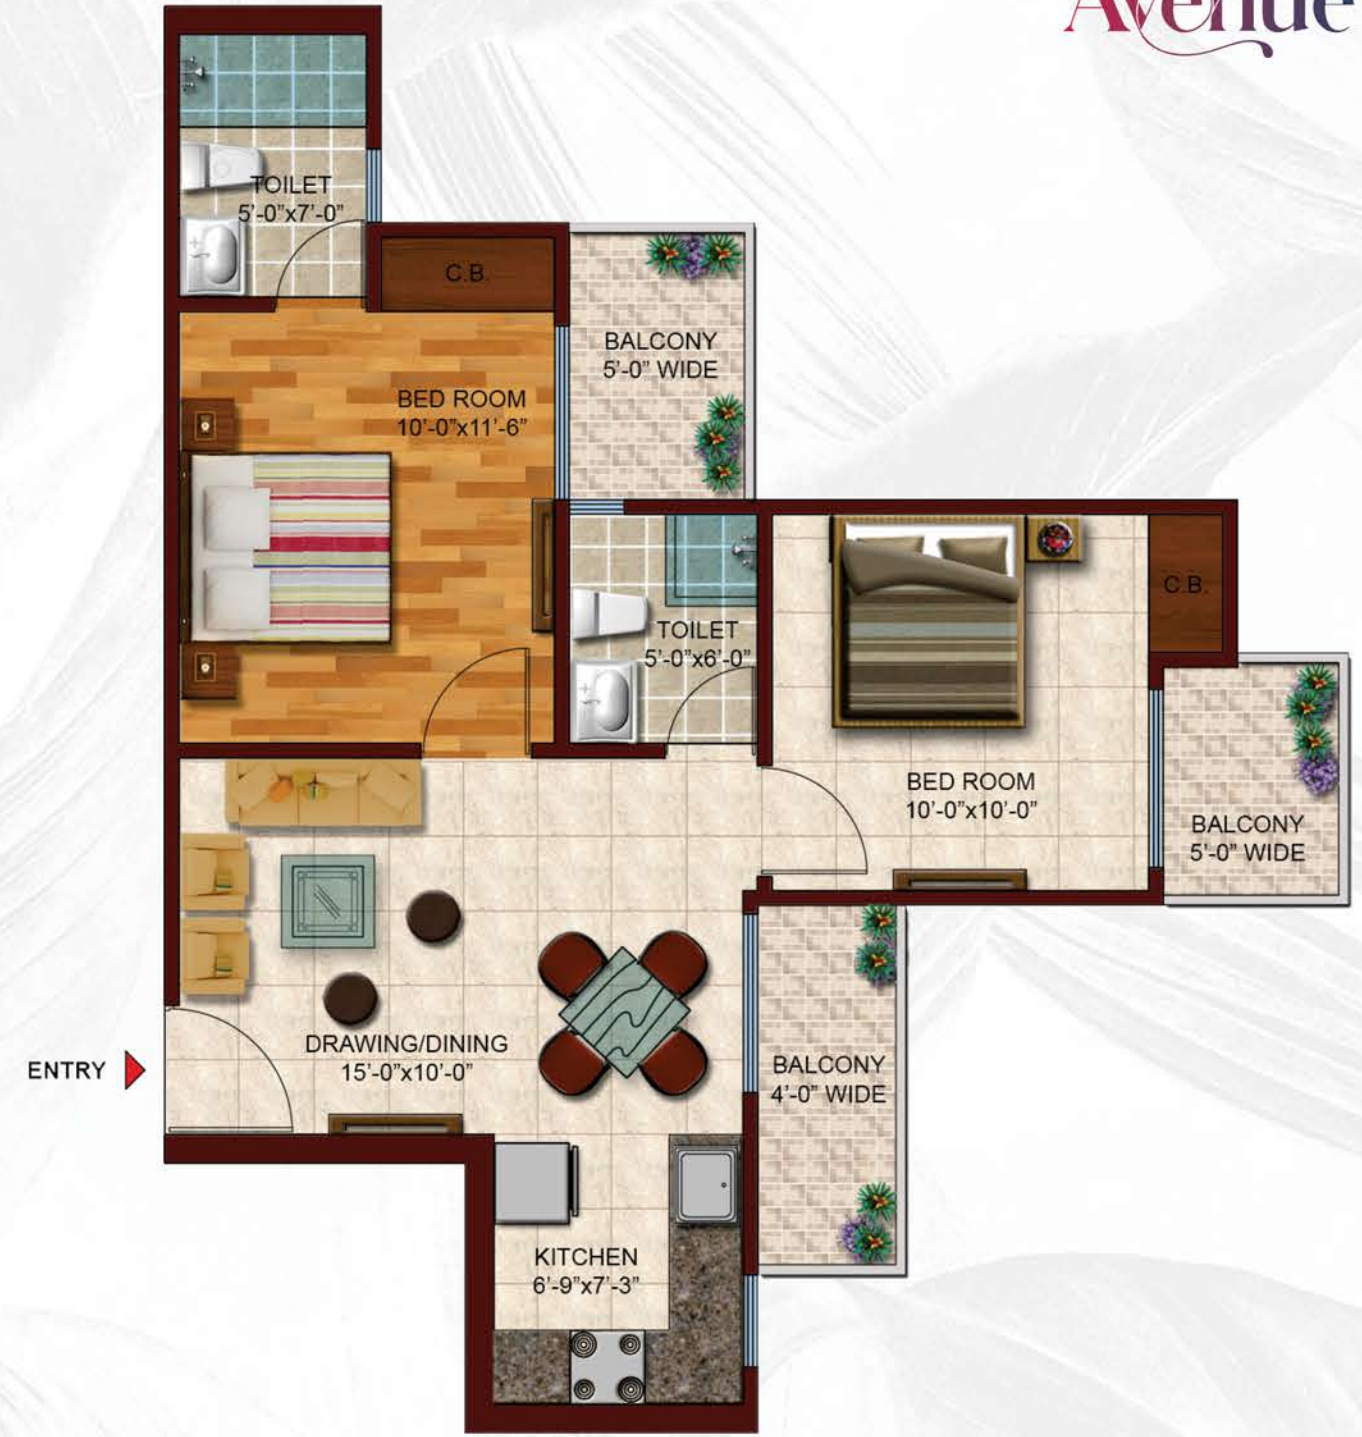 Avenue
TOILET
5'-0"x7'-0"
C.B.
BALCONY
5'-0" WIDE
BED ROOM
10'-0"x11'-6"
C.B.
TOILET
5'-0"x6'-0"
BED ROOM
10'-0"x10'-0"
BALCONY
5'-0" WIDE
DRAWING/DINING
15'-0"x10'-0"
ENTRY
BALCONY
4'-0" WIDE
KITCHEN
6'-9"x7'-3"